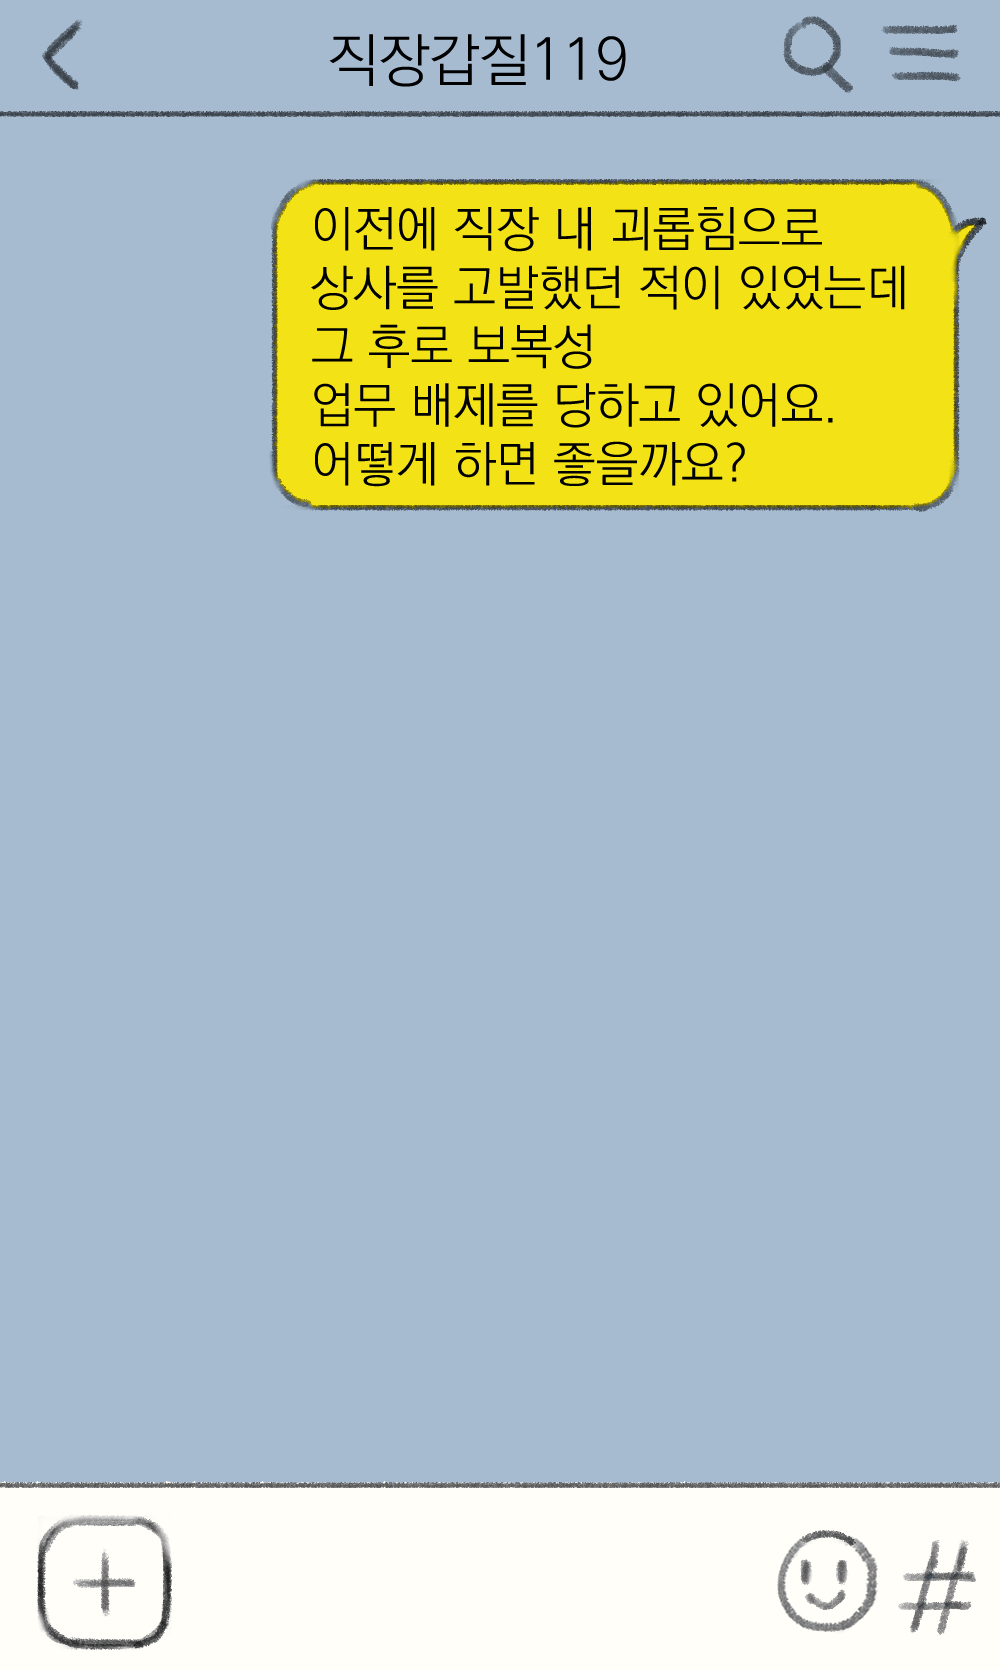 직장갑질119
이전에 직장 내 괴롭힘으로
상사를 고발했던 적이 있었는데
그 후로 보복성
업무 배제를 당하고 있어요.
어떻게 하면 좋을까요?
#